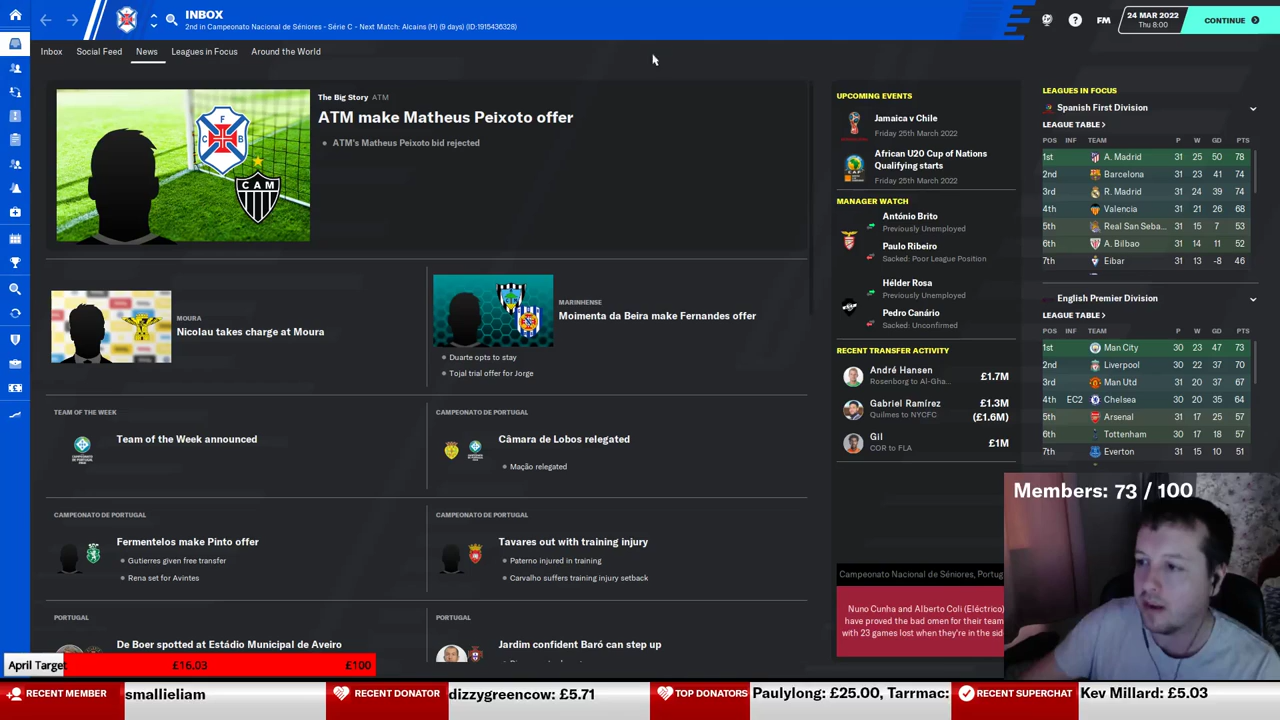 INBOX
2nd in Campeonato Nacional de Séniores - Série C - Next Match: Alcains (H) (9 days) (ID:1915436328)
FM
24 MAR 2022
Thu 8:00
CONTINUE
Inbox
Social Feed
News
Leagues in Focus
Around the World
The Big Story ATM
ATM make Matheus Peixoto offer
ATM's Matheus Peixoto bid rejected
F
C B
CAM
MOURA
Nicolau takes charge at Moura
MARINHENSE
Moimenta da Beira make Fernandes offer
Duarte opts to stay
Tojal trial offer for Jorge
TEAM OF THE WEEK
Team of the Week announced
CAMPEONATO DE PORTUGAL
Câmara de Lobos relegated
Mação relegated
CAMPEONATO DE PORTUGAL
Fermentelos make Pinto offer
Gutierres given free transfer
Rena set for Avintes
CAMPEONATO DE PORTUGAL
Tavares out with training injury
Paterno injured in training
Carvalho suffers training injury setback
PORTUGAL
De Boer spotted at Estádio Municipal de Aveiro
PORTUGAL
Jardim confident Baró can step up
UPCOMING EVENTS
Jamaica v Chile
Friday 25th March 2022
African U20 Cup of Nations
Qualifying starts
Friday 25th March 2022
MANAGER WATCH
António Brito
Previously Unemployed
Paulo Ribeiro
Sacked: Poor League Position
Hélder Rosa
Previously Unemployed
Pedro Canário
Sacked: Unconfirmed
RECENT TRANSFER ACTIVITY
André Hansen
Rosenborg to Al-Gha...
£1.7M
Gabriel Ramírez
Quilmes to NYCFC
£1.3M
(£1.6M)
Gil
COR to FLA
£1M
Campeonato Nacional de Séniores, Portug
Nuno Cunha and Alberto Coli (Eléctrico)
have proved the bad omen for their team
with 23 games lost when they're in the sid
LEAGUES IN FOCUS
Spanish First Division
LEAGUE TABLE >
POS INF TEAM P W GD PTS
1st A. Madrid 31 25 50 78
2nd Barcelona 31 23 41 74
3rd R. Madrid 31 24 39 74
4th Valencia 31 21 26 68
5th Real San Seba... 31 15 7 53
6th A. Bilbao 31 14 11 52
7th Eibar 31 13 -8 46
English Premier Division
LEAGUE TABLE >
POS INF TEAM P W GD PTS
1st Man City 30 23 47 73
2nd Liverpool 30 22 37 70
3rd Man Utd 31 20 37 67
4th EC2 Chelsea 30 20 35 64
5th Arsenal 31 17 25 57
6th Tottenham 30 17 18 57
7th Everton 31 15 10 51
Members: 73 / 100
April Target
£16.03
£100
RECENT MEMBER
smallieliam
RECENT DONATOR
dizzygreencow: £5.71
TOP DONATORS
Paulylong: £25.00, Tarrmac:
RECENT SUPERCHAT
Kev Millard: £5.03